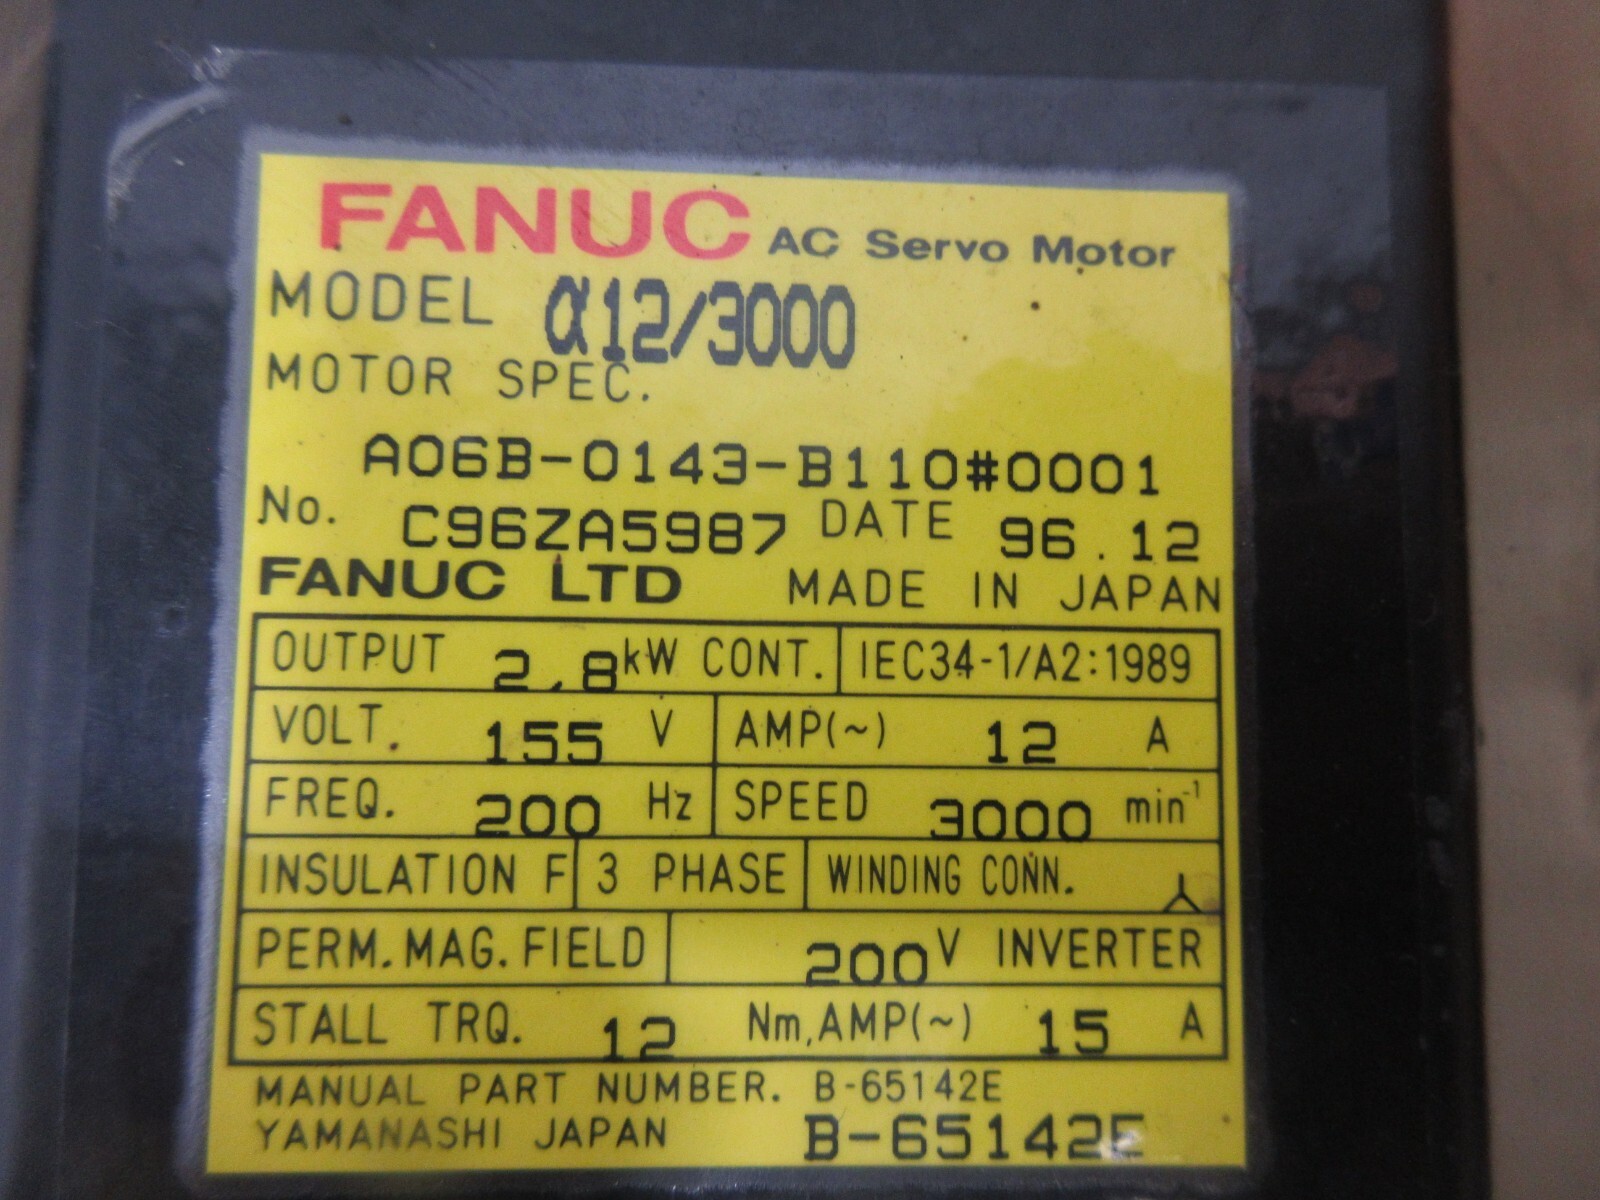 FANUC AC Servo Motor
MODEL α12/3000
MOTOR SPEC.
A06B-0143-B110#0001
No. C96ZA5987 DATE 96.12
FANUC LTD MADE IN JAPAN
OUTPUT 2.8 kW CONT. IEC34-1/A2:1989
VOLT. 155 V AMP(~) 12 A
FREQ. 200 Hz SPEED 3000 min⁻¹
INSULATION F 3 PHASE WINDING CONN.
PERM.MAG.FIELD 200 V INVERTER
STALL TRQ. 12 Nm,AMP(~) 15 A
MANUAL PART NUMBER. B-65142E
YAMANASHI JAPAN B-65142E